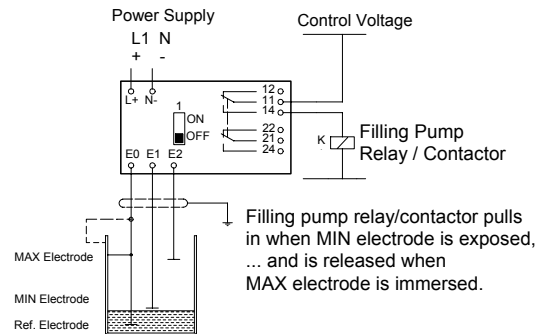 Power Supply
L1 N
+ -
Control Voltage
L+ N-
1
ON
OFF
12
11
14
22
21
24
E0 E1 E2
K
Filling Pump
Relay / Contactor
Filling pump relay/contactor pulls
in when MIN electrode is exposed,
... and is released when
MAX electrode is immersed.
MAX Electrode
MIN Electrode
Ref. Electrode